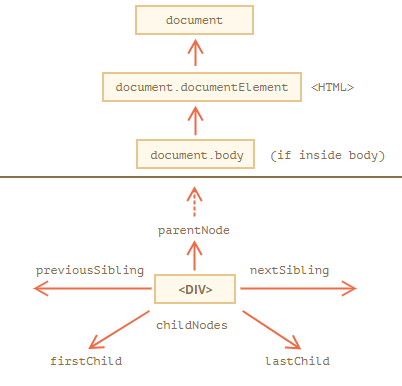 document
document.documentElement <HTML>
document.body (if inside body)
parentNode
previousSibling nextSibling
<DIV>
childNodes
firstChild lastChild